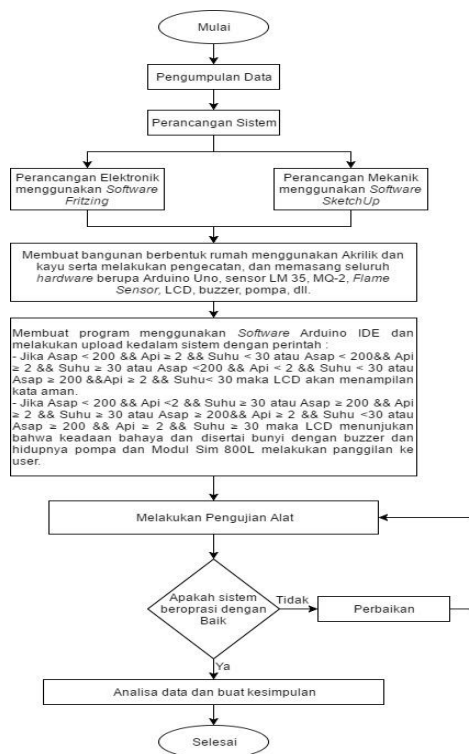 Mulai
Pengumpulan Data
Perancangan Sistem
Perancangan Elektronik
menggunakan Software
Fritzing
Perancangan Mekanik
menggunakan Software
SketchUp
Membuat bangunan berbentuk rumah menggunakan Akrilik dan
kayu serta melakukan pengecatan, dan memasang seluruh
hardware berupa Arduino Uno, sensor LM 35, MQ-2, Flame
Sensor, LCD, buzzer, pompa, dll.
Membuat program menggunakan Software Arduino IDE dan
melakukan upload kedalam sistem dengan perintah :
- Jika Asap < 200 && Api ≥ 2 && Suhu < 30 atau Asap < 200&& Api
≥ 2 && Suhu ≥ 30 atau Asap <200 && Api < 2 && Suhu < 30 atau
Asap ≥ 200 &&Api ≥ 2 && Suhu< 30 maka LCD akan menampilan
kata aman.
- Jika Asap < 200 && Api <2 && Suhu ≥ 30 atau Asap ≥ 200 && Api
≥ 2 && Suhu ≥ 30 atau Asap ≥ 200&& Api ≥ 2 && Suhu <30 atau
Asap ≥ 200 && Api ≥ 2 && Suhu ≥ 30 maka LCD menunjukan
bahwa keadaan bahaya dan disertai bunyi dengan buzzer dan
hidupnya pompa dan Modul Sim 800L melakukan panggilan ke
user.
Melakukan Pengujian Alat
Apakah sistem
beroprasi dengan
Baik
Tidak
Perbaikan
Ya
Analisa data dan buat kesimpulan
Selesai